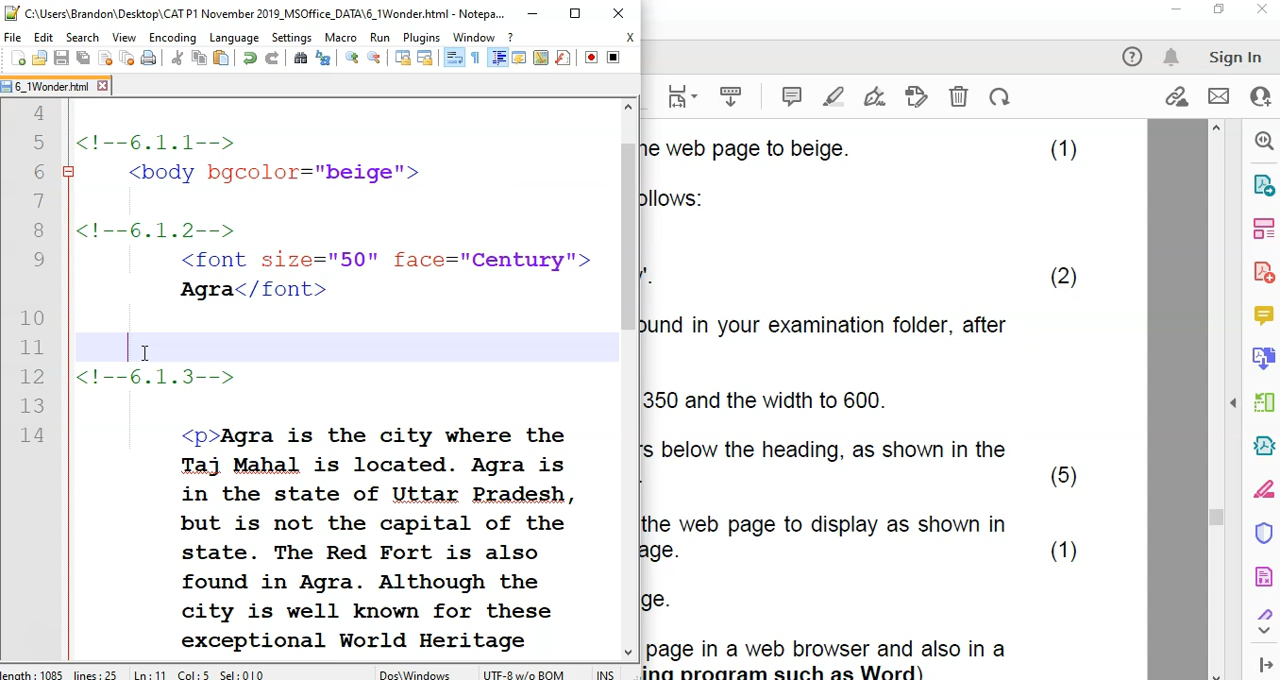 C:\Users\Brandon\Desktop\CAT P1 November 2019_MSOffice_DATA\6_1Wonder.html - Notepa...
File Edit Search View Encoding Language Settings Macro Run Plugins Window ? X
6_1Wonder.html
4
5 <!--6.1.1-->
6 <body bgcolor="beige">
7
8 <!--6.1.2-->
9 <font size="50" face="Century">
Agra</font>
10
11
12 <!--6.1.3-->
13
14 <p>Agra is the city where the
Taj Mahal is located. Agra is
in the state of Uttar Pradesh,
but is not the capital of the
state. The Red Fort is also
found in Agra. Although the
city is well known for these
exceptional World Heritage
length : 1085 lines : 25 Ln : 11 Col : 5 Sel : 0 | 0 Dos\Windows UTF-8 w/o BOM INS
Sign In
he web page to beige. (1)
ollows:
y'. (2)
ound in your examination folder, after
350 and the width to 600.
rs below the heading, as shown in the
(5)
the web page to display as shown in
age. (1)
ge.
page in a web browser and also in a
ing program such as Word)